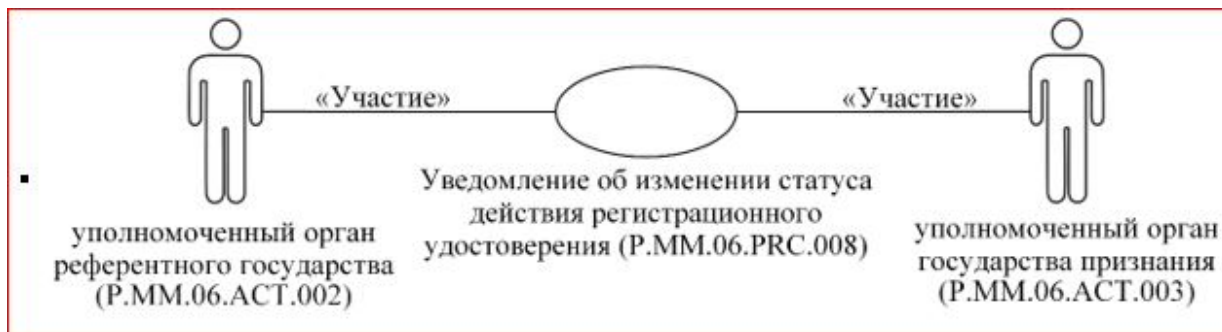 «Участие»
«Участие»
уполномоченный орган
референтного государства
(P.MM.06.ACT.002)
Уведомление об изменении статуса
действия регистрационного
удостоверения (P.MM.06.PRC.008)
уполномоченный орган
государства признания
(P.MM.06.ACT.003)